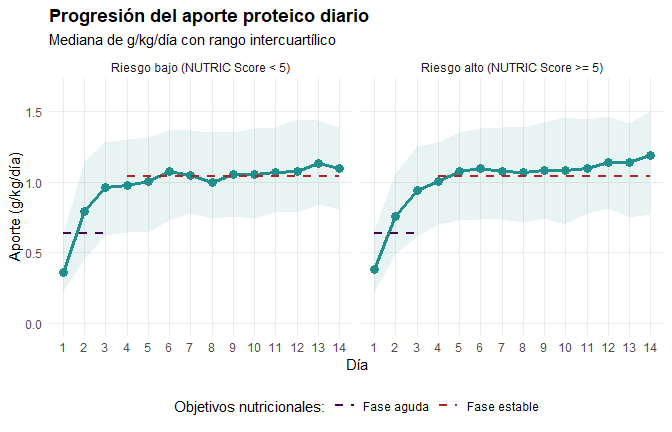 Progresión del aporte proteico diario
Mediana de g/kg/día con rango intercuartílico
Riesgo bajo (NUTRIC Score < 5)
Riesgo alto (NUTRIC Score >= 5)
Aporte (g/kg/día)
1.5
1.0
0.5
0.0
1 2 3 4 5 6 7 8 9 10 11 12 13 14
1 2 3 4 5 6 7 8 9 10 11 12 13 14
Día
Objetivos nutricionales: Fase aguda Fase estable